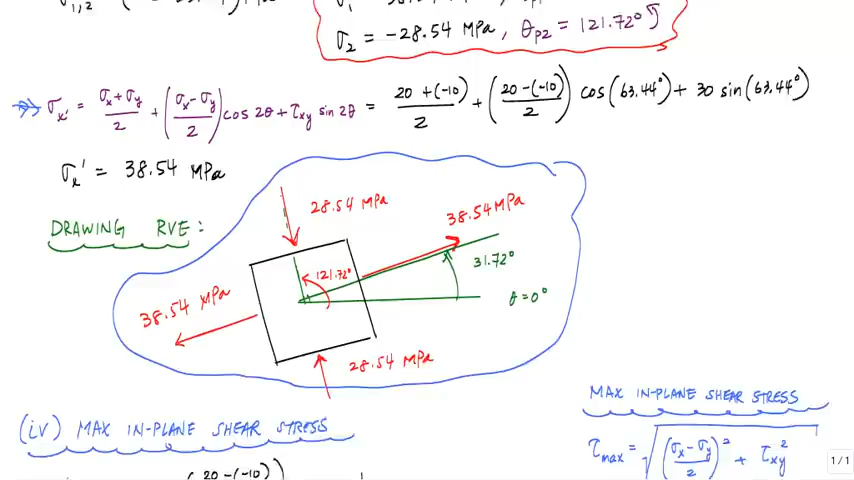 σ₂ = -28.54 MPa, θp2 = 121.72° ↺
σx' = (σx + σy)/2 + ((σx - σy)/2) cos 2θ + τxy sin 2θ = (20 + (-10))/2 + ((20 - (-10))/2) cos(63.44°) + 30 sin(63.44°)
σx' = 38.54 MPa
DRAWING RVE:
28.54 MPa
38.54 MPa
31.72°
121.72°
θ = 0°
38.54 MPa
28.54 MPa
MAX IN-PLANE SHEAR STRESS
(iv) MAX IN-PLANE SHEAR STRESS
τmax = √(((σx - σy)/2)² + τxy²)
20 - (-10)
1/1